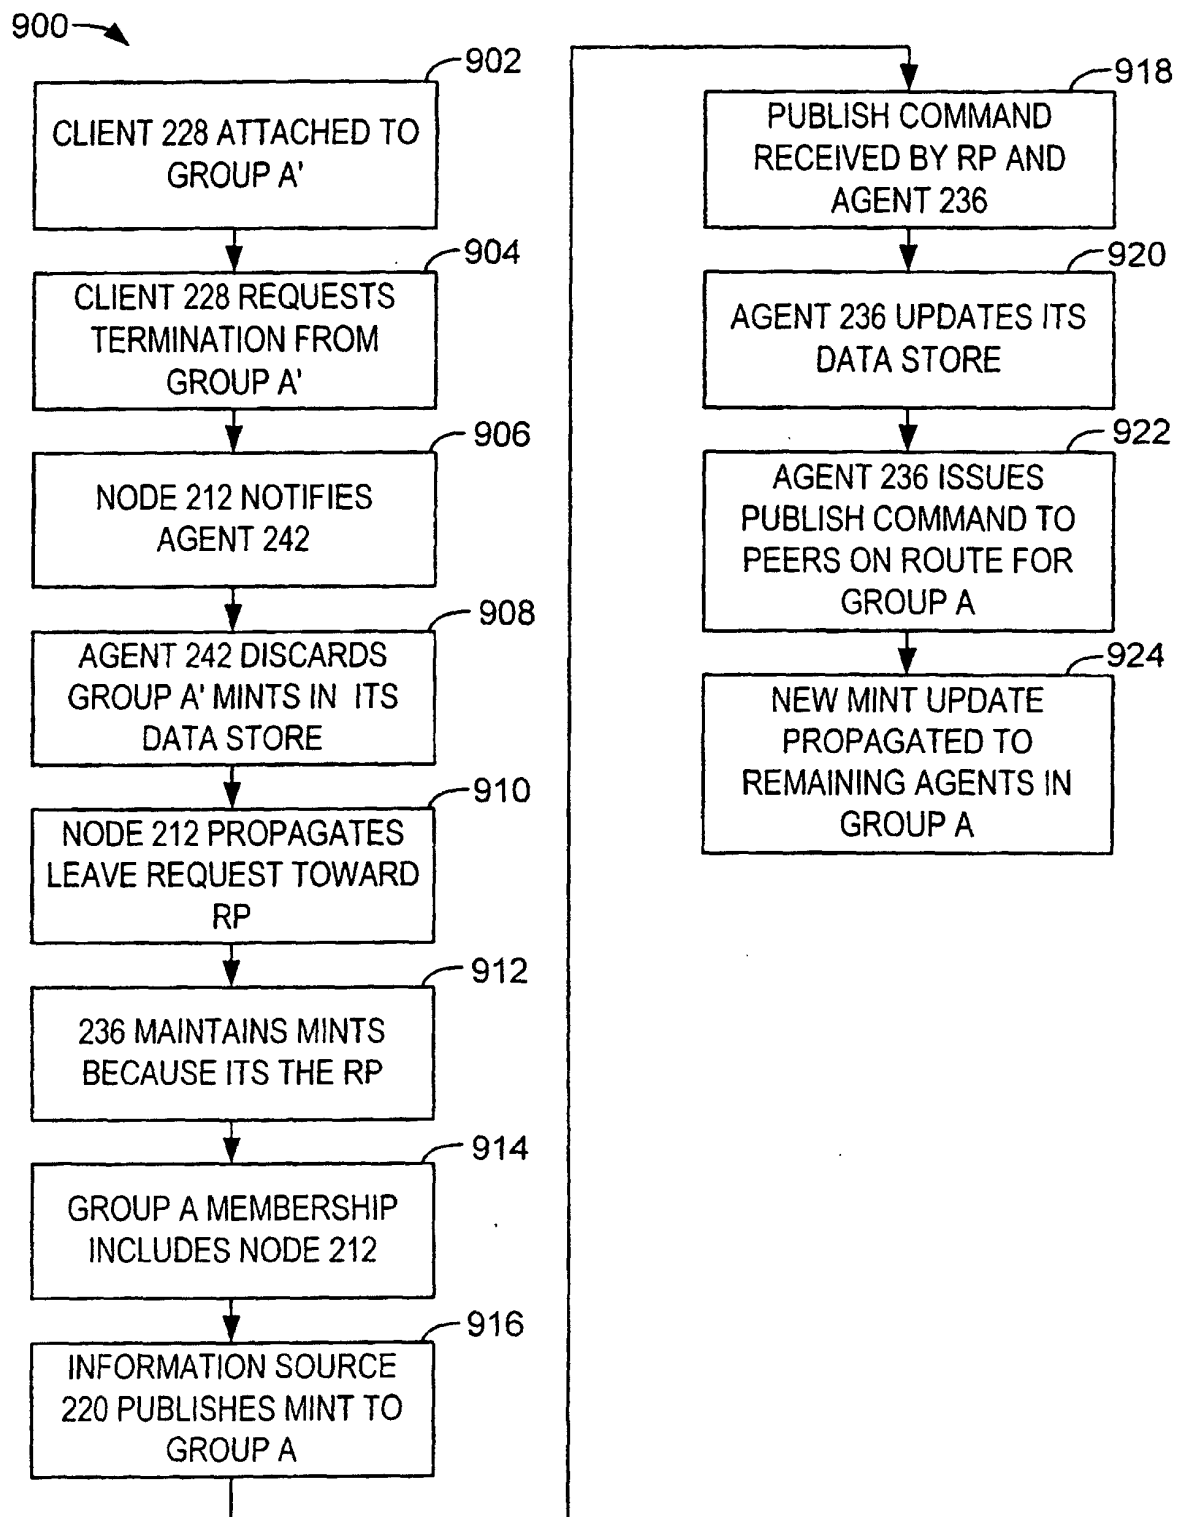 900
902
CLIENT 228 ATTACHED TO
GROUP A'
904
CLIENT 228 REQUESTS
TERMINATION FROM
GROUP A'
906
NODE 212 NOTIFIES
AGENT 242
908
AGENT 242 DISCARDS
GROUP A' MINTS IN ITS
DATA STORE
910
NODE 212 PROPAGATES
LEAVE REQUEST TOWARD
RP
912
236 MAINTAINS MINTS
BECAUSE ITS THE RP
914
GROUP A MEMBERSHIP
INCLUDES NODE 212
916
INFORMATION SOURCE
220 PUBLISHES MINT TO
GROUP A
918
PUBLISH COMMAND
RECEIVED BY RP AND
AGENT 236
920
AGENT 236 UPDATES ITS
DATA STORE
922
AGENT 236 ISSUES
PUBLISH COMMAND TO
PEERS ON ROUTE FOR
GROUP A
924
NEW MINT UPDATE
PROPAGATED TO
REMAINING AGENTS IN
GROUP A